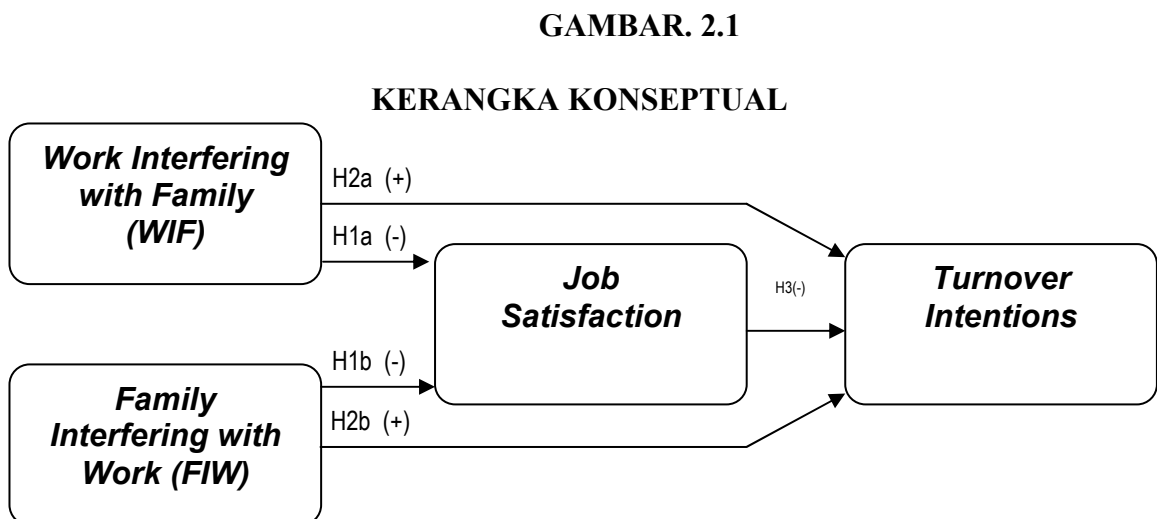 GAMBAR. 2.1
KERANGKA KONSEPTUAL
Work Interfering
with Family
(WIF)
H2a (+)
H1a (-)
Job
Satisfaction
H3(-)
Turnover
Intentions
H1b (-)
H2b (+)
Family
Interfering with
Work (FIW)